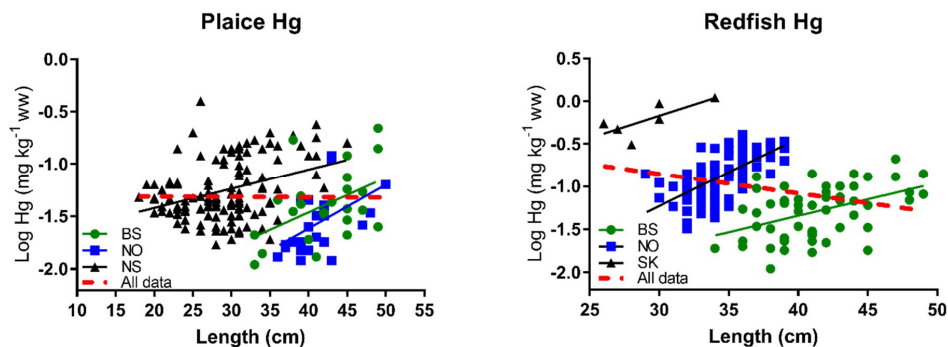 Plaice Hg
Log Hg (mg kg-1 ww)
0.0
-0.5
-1.0
-1.5
-2.0
BS
NO
NS
All data
10 15 20 25 30 35 40 45 50 55
Length (cm)
Redfish Hg
Log Hg (mg kg-1 ww)
0.5
0.0
-0.5
-1.0
-1.5
-2.0
BS
NO
SK
All data
25 30 35 40 45 50
Length (cm)